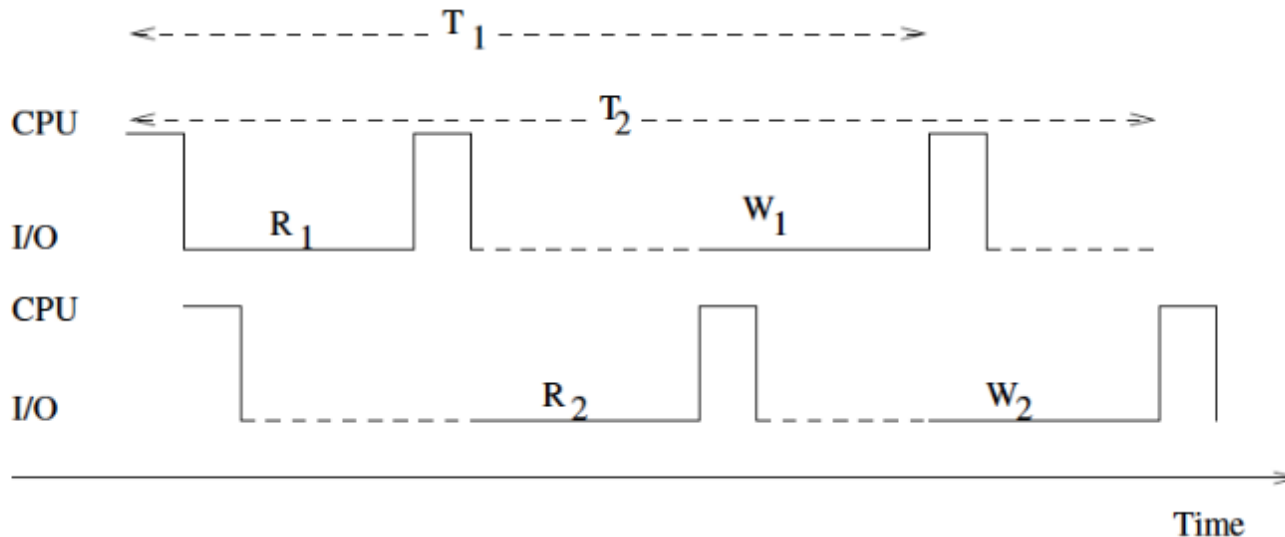 T1
CPU T2
R1 W1
I/O
CPU
R2 W2
I/O
Time